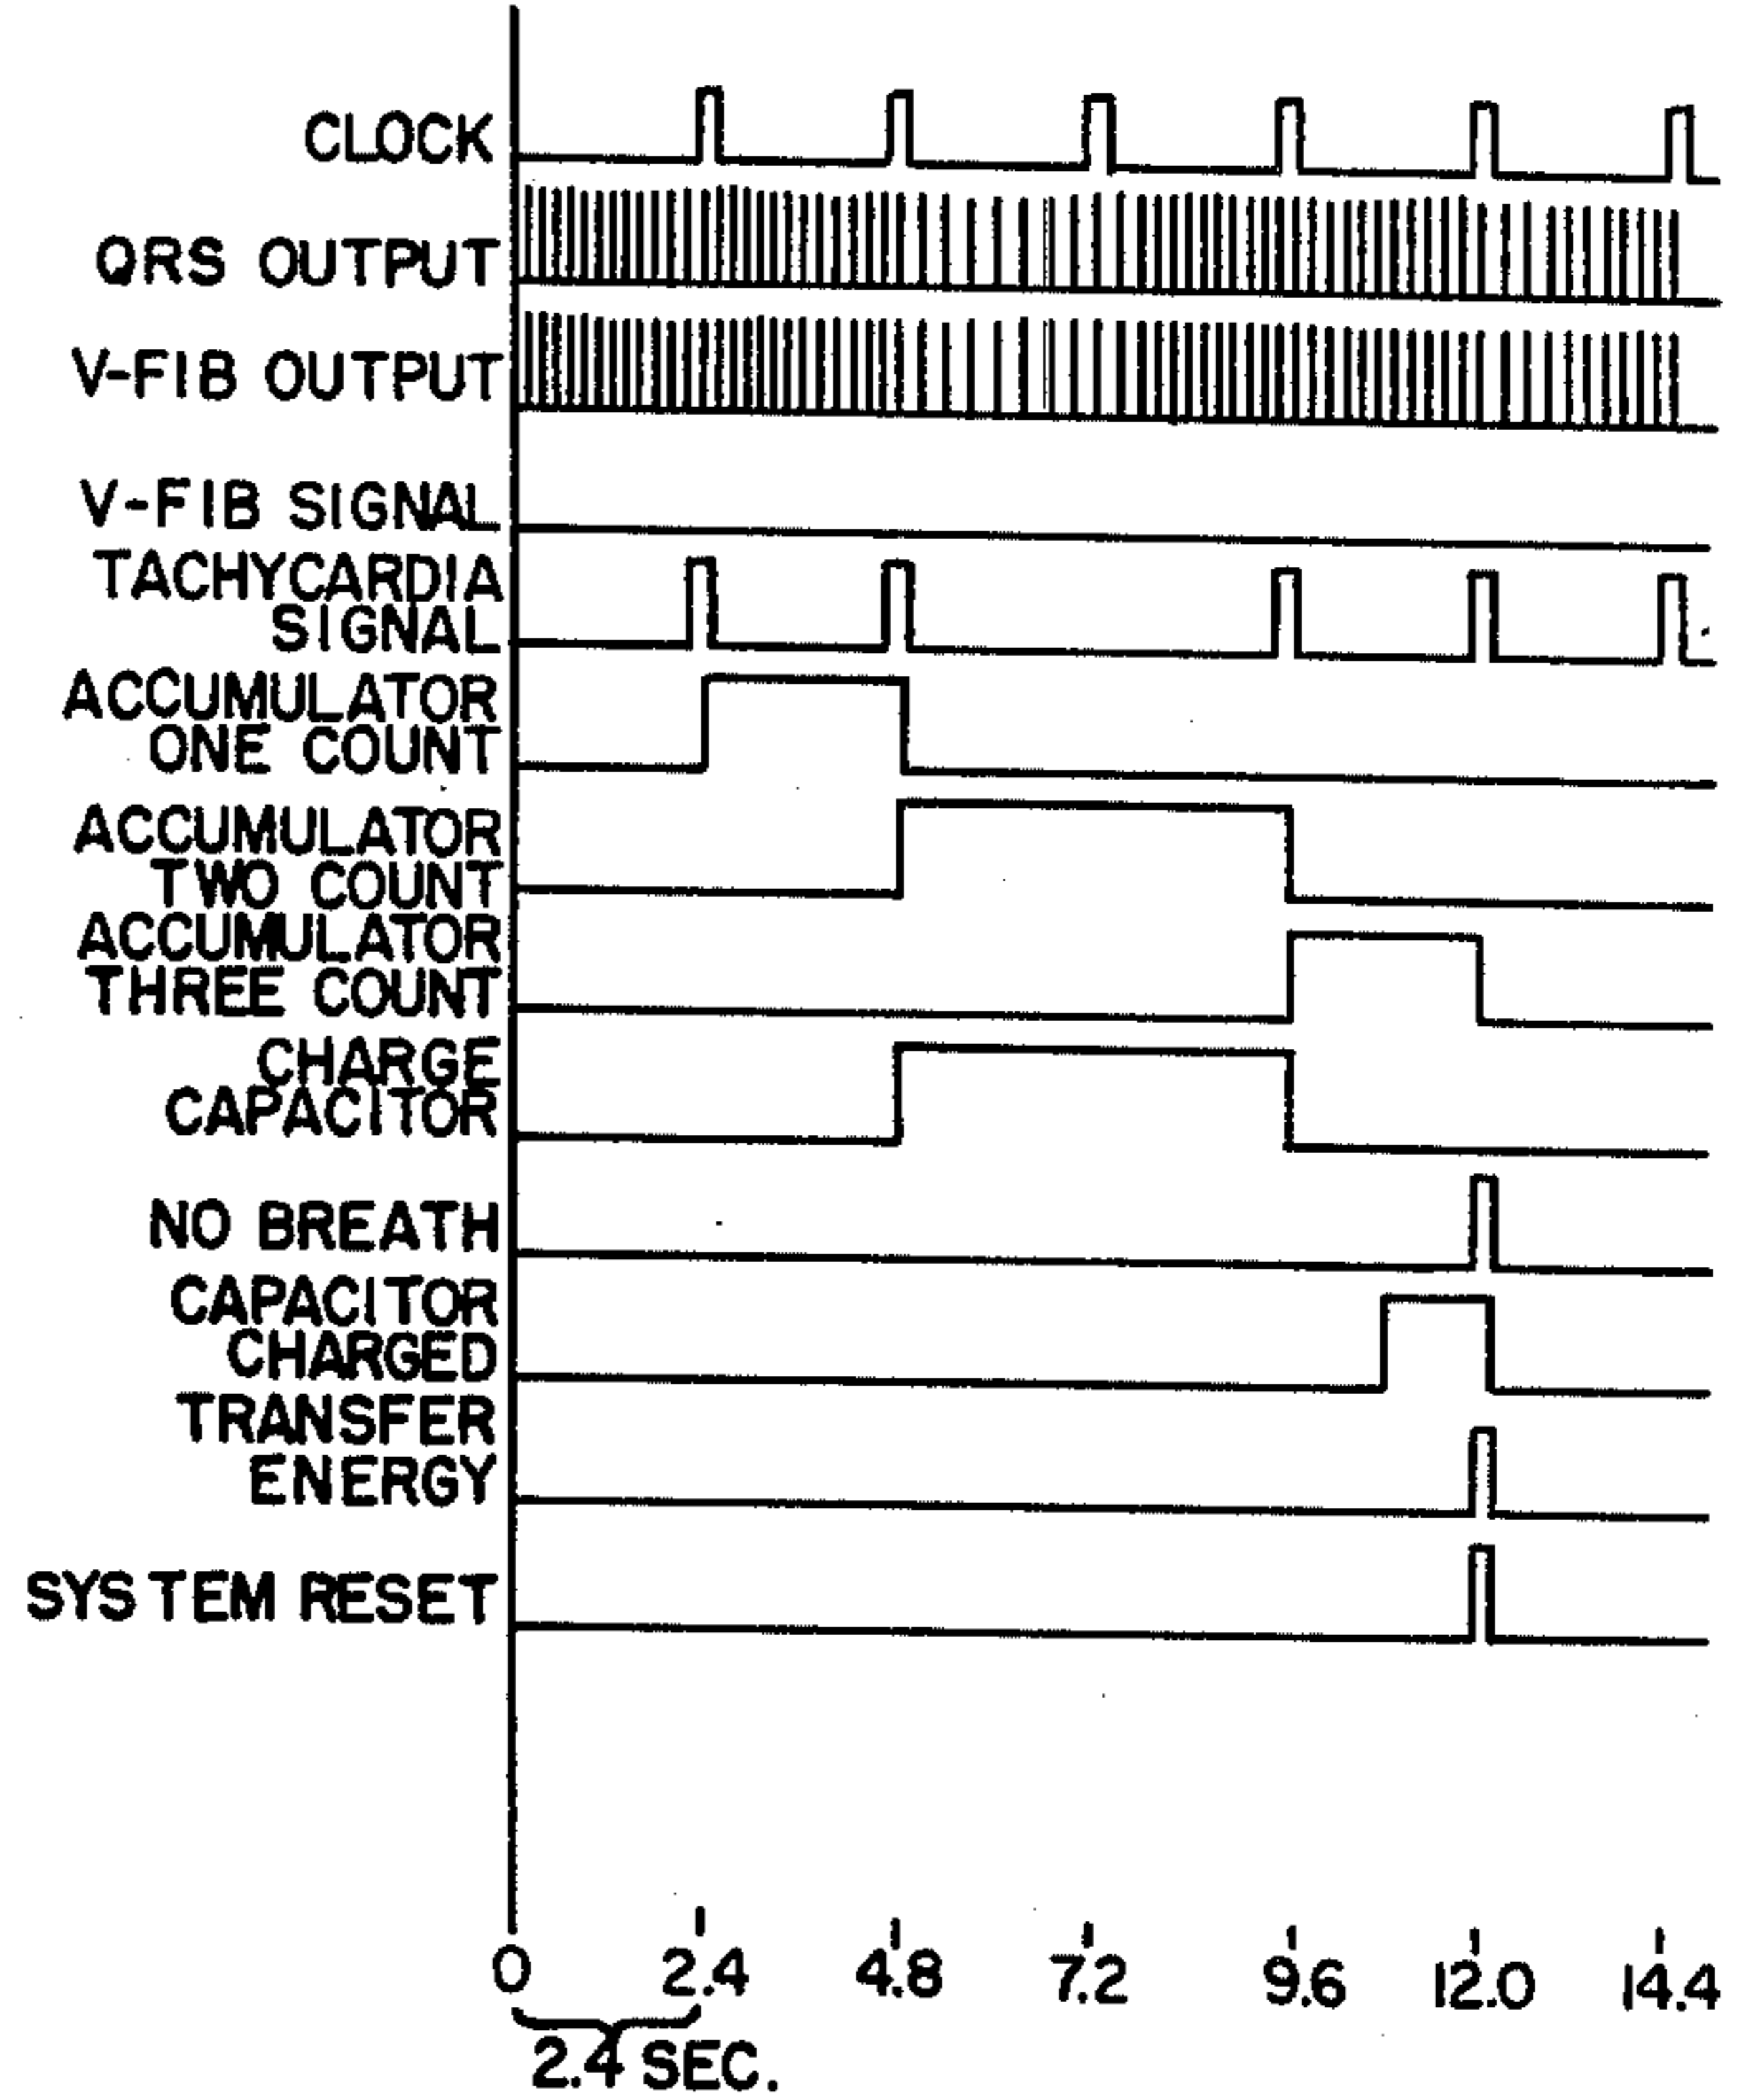 CLOCK
QRS OUTPUT
V-FIB OUTPUT
V-FIB SIGNAL
TACHYCARDIA
SIGNAL
ACCUMULATOR
ONE COUNT
ACCUMULATOR
TWO COUNT
ACCUMULATOR
THREE COUNT
CHARGE
CAPACITOR
NO BREATH
CAPACITOR
CHARGED
TRANSFER
ENERGY
SYSTEM RESET
0 2.4 4.8 7.2 9.6 12.0 14.4
2.4 SEC.